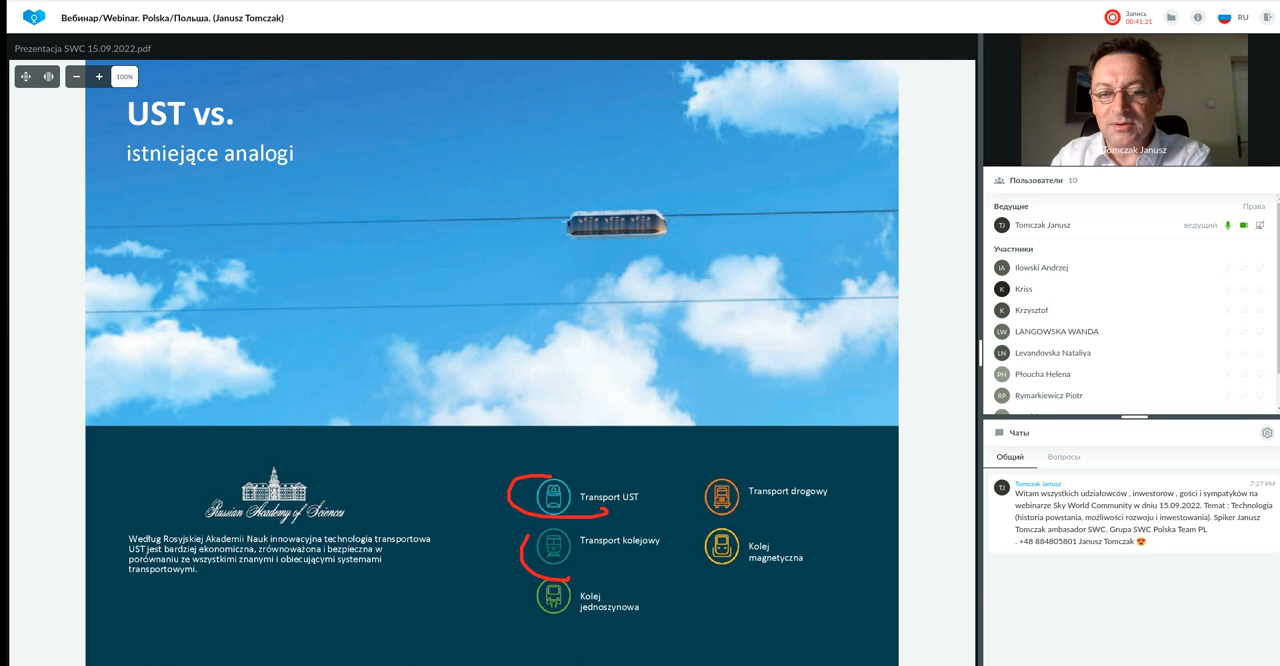 Вебинар/Webinar. Polska/Польша. (Janusz Tomczak)
Запись
00:41:21
RU
Prezentacja SWC 15.09.2022.pdf
100%
UST vs.
istniejące analogi
Russian Academy of Sciences
Według Rosyjskiej Akademii Nauk innowacyjna technologia transportowa
UST jest bardziej ekonomiczna, zrównoważona i bezpieczna w
porównaniu ze wszystkimi znanymi i obiecującymi systemami
transportowymi.
Transport UST
Transport kolejowy
Kolej
jednoszynowa
Transport drogowy
Kolej
magnetyczna
Tomczak Janusz
Пользователи 10
Ведущие Права
TJ Tomczak Janusz ведущий
Участники
IA Ilowski Andrzej
K Kriss
K Krzysztof
LW LANGOWSKA WANDA
LN Levandovska Nataliya
PH Płoucha Helena
RP Rymarkiewicz Piotr
Чаты
Общий Вопросы
TJ Tomczak Janusz 7:27 PM
Witam wszystkich udziałowców , inwestorów , gości i sympatyków na
webinarze Sky World Community w dniu 15.09.2022. Temat : Technologia
(historia powstania, możliwości rozwoju i inwestowania). Spiker Janusz
Tomczak ambasador SWC. Grupa SWC Polska Team PL
. +48 884805801 Janusz Tomczak 😍